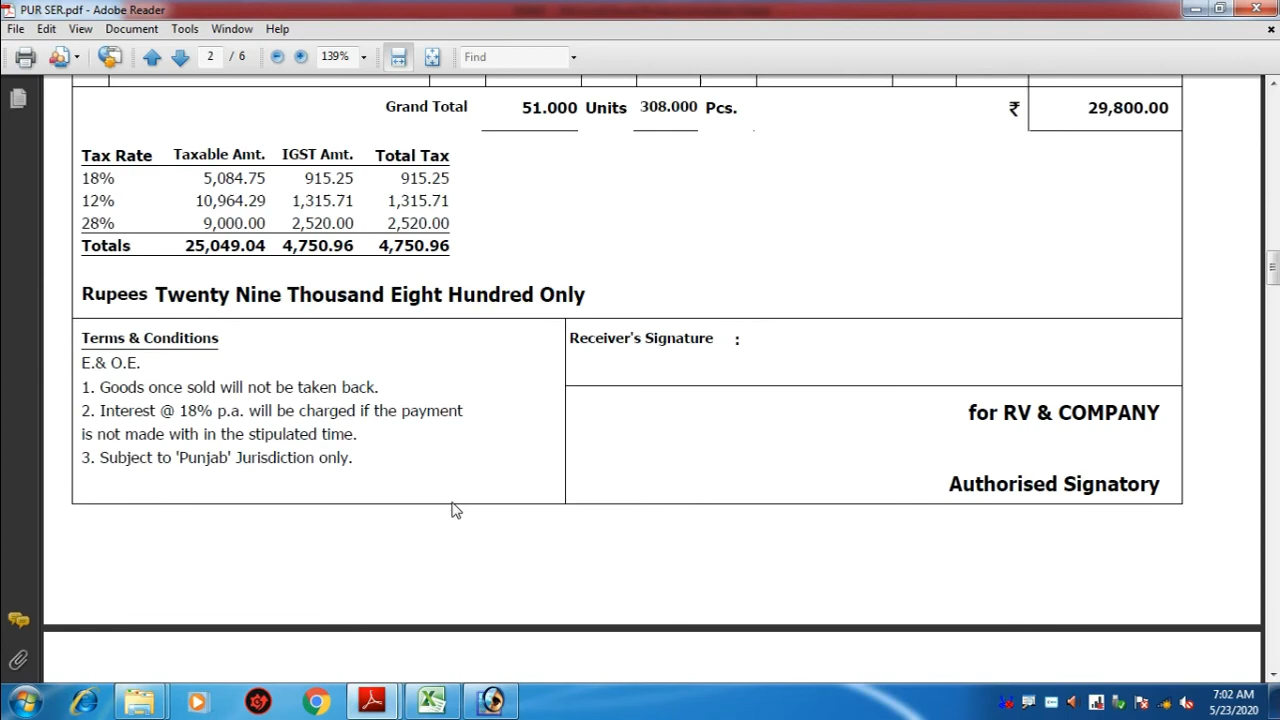 PUR SER.pdf - Adobe Reader
File Edit View Document Tools Window Help
2 / 6 139% Find
Grand Total 51.000 Units 308.000 Pcs. ₹ 29,800.00
Tax Rate Taxable Amt. IGST Amt. Total Tax
18% 5,084.75 915.25 915.25
12% 10,964.29 1,315.71 1,315.71
28% 9,000.00 2,520.00 2,520.00
Totals 25,049.04 4,750.96 4,750.96
Rupees Twenty Nine Thousand Eight Hundred Only
Terms & Conditions
E.& O.E.
1. Goods once sold will not be taken back.
2. Interest @ 18% p.a. will be charged if the payment
is not made with in the stipulated time.
3. Subject to 'Punjab' Jurisdiction only.
Receiver's Signature :
for RV & COMPANY
Authorised Signatory
7:02 AM
5/23/2020